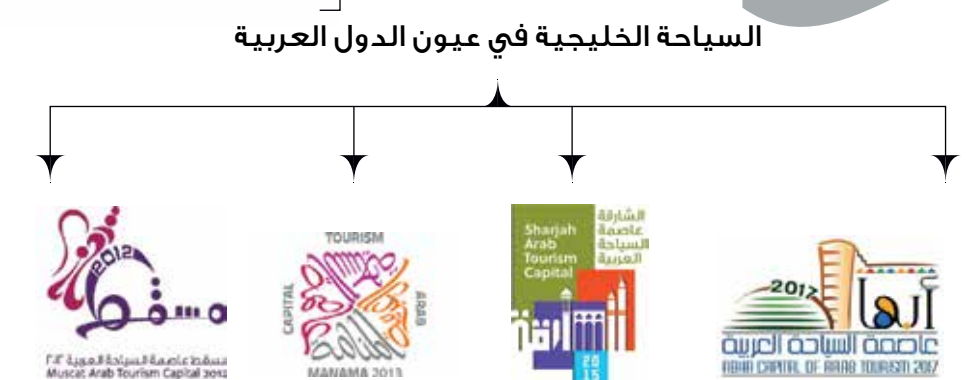 السياحة الخليجية في عيون الدول العربية
2012
مسقط
مسقط عاصمة السياحة العربية ٢٠١٢
Muscat Arab Tourism Capital 2012
TOURISM
CAPITAL
ARAB
المنامة
MANAMA 2013
Sharjah
Arab
Tourism
Capital
الشارقة
عاصمة
السياحة
العربية
20
15
2017
أبها
عاصمة السياحة العربية
ABHA CAPITAL OF ARAB TOURISM 2017